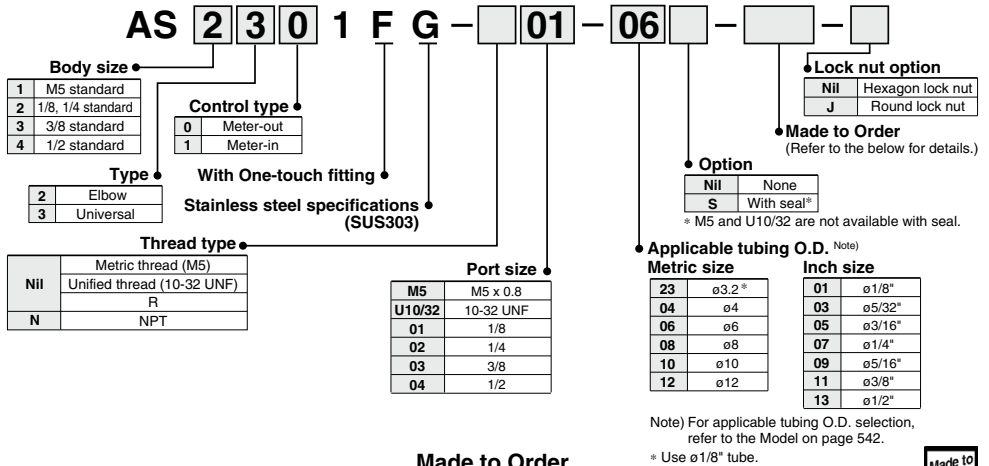 AS 2 3 0 1 F G – 01 – 06 – –
Body size
1 M5 standard
2 1/8, 1/4 standard
3 3/8 standard
4 1/2 standard
Control type
0 Meter-out
1 Meter-in
Type
2 Elbow
3 Universal
With One-touch fitting
Stainless steel specifications
(SUS303)
Thread type
Nil Metric thread (M5)
Unified thread (10-32 UNF)
R
N NPT
Port size
M5 M5 x 0.8
U10/32 10-32 UNF
01 1/8
02 1/4
03 3/8
04 1/2
Lock nut option
Nil Hexagon lock nut
J Round lock nut
Made to Order
(Refer to the below for details.)
Option
Nil None
S With seal*
* M5 and U10/32 are not available with seal.
Applicable tubing O.D. Note)
Metric size
23 ø3.2 *
04 ø4
06 ø6
08 ø8
10 ø10
12 ø12
Inch size
01 ø1/8"
03 ø5/32"
05 ø3/16"
07 ø1/4"
09 ø5/16"
11 ø3/8"
13 ø1/2"
Note) For applicable tubing O.D. selection,
refer to the Model on page 542.
* Use ø1/8" tube.
Made to Order
Made to